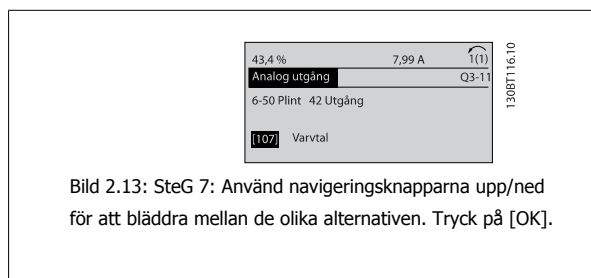 43,4 % 7,99 A 1(1)
Analog utgång Q3-11
6-50 Plint 42 Utgång
[107] Varvtal
130BT116.10
Bild 2.13: SteG 7: Använd navigeringsknapparna upp/ned
för att bläddra mellan de olika alternativen. Tryck på [OK].